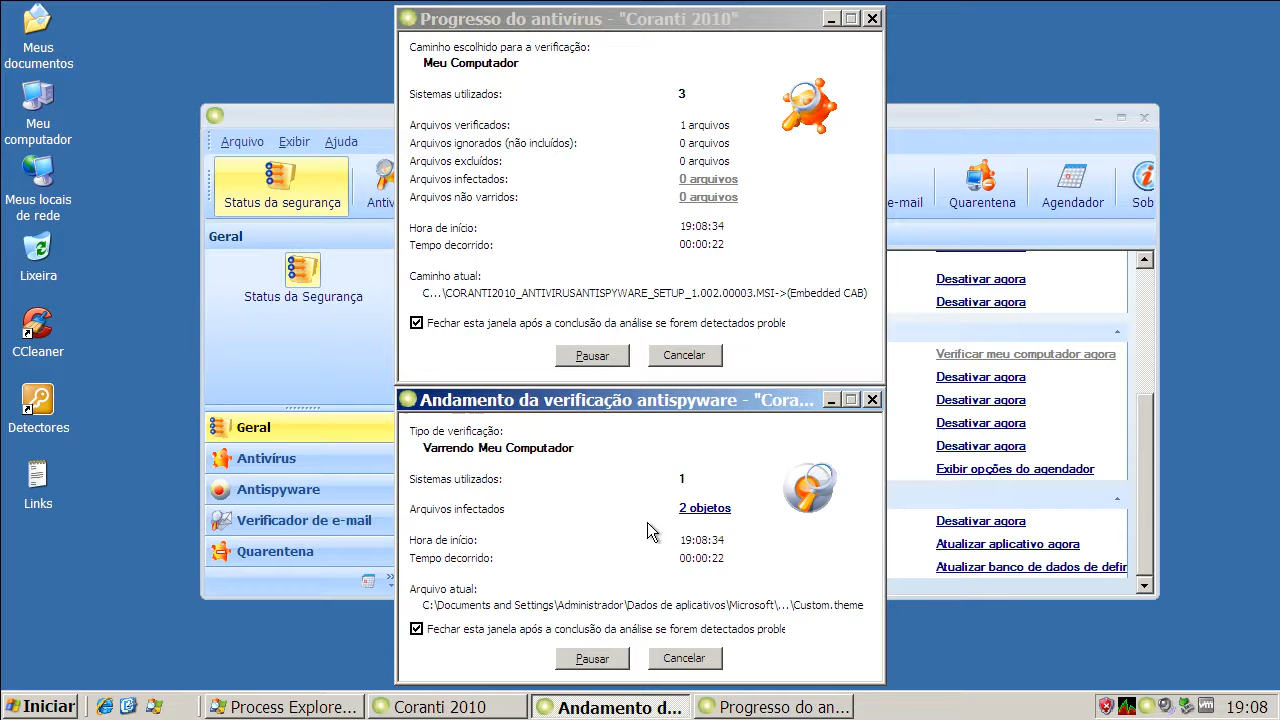 Meus
documentos
Meu
computador
Meus locais
de rede
Lixeira
CCleaner
Detectores
Links
Arquivo Exibir Ajuda
Status da segurança
e-mail
Quarentena
Agendador
Geral
Status da Segurança
Geral
Antivírus
Antispyware
Verificador de e-mail
Quarentena
Progresso do antivírus - "Coranti 2010"
Caminho escolhido para a verificação:
Meu Computador
Sistemas utilizados: 3
Arquivos verificados: 1 arquivos
Arquivos ignorados (não incluídos): 0 arquivos
Arquivos excluídos: 0 arquivos
Arquivos infectados: 0 arquivos
Arquivos não varridos: 0 arquivos
Hora de início: 19:08:34
Tempo decorrido: 00:00:22
Caminho atual:
C...\CORANTI2010_ANTIVIRUSANTISPYWARE_SETUP_1.002.00003.MSI->(Embedded CAB)
Fechar esta janela após a conclusão da análise se forem detectados proble
Pausar Cancelar
Andamento da verificação antispyware - "Cora...
Tipo de verificação:
Varrendo Meu Computador
Sistemas utilizados: 1
Arquivos infectados 2 objetos
Hora de início: 19:08:34
Tempo decorrido: 00:00:22
Arquivo atual:
C:\Documents and Settings\Administrador\Dados de aplicativos\Microsoft\...\Custom.theme
Fechar esta janela após a conclusão da análise se forem detectados proble
Pausar Cancelar
Desativar agora
Desativar agora
Verificar meu computador agora
Desativar agora
Desativar agora
Desativar agora
Desativar agora
Exibir opções do agendador
Desativar agora
Atualizar aplicativo agora
Atualizar banco de dados de defir
Iniciar
Process Explore...
Coranti 2010
Andamento d...
Progresso do an...
19:08